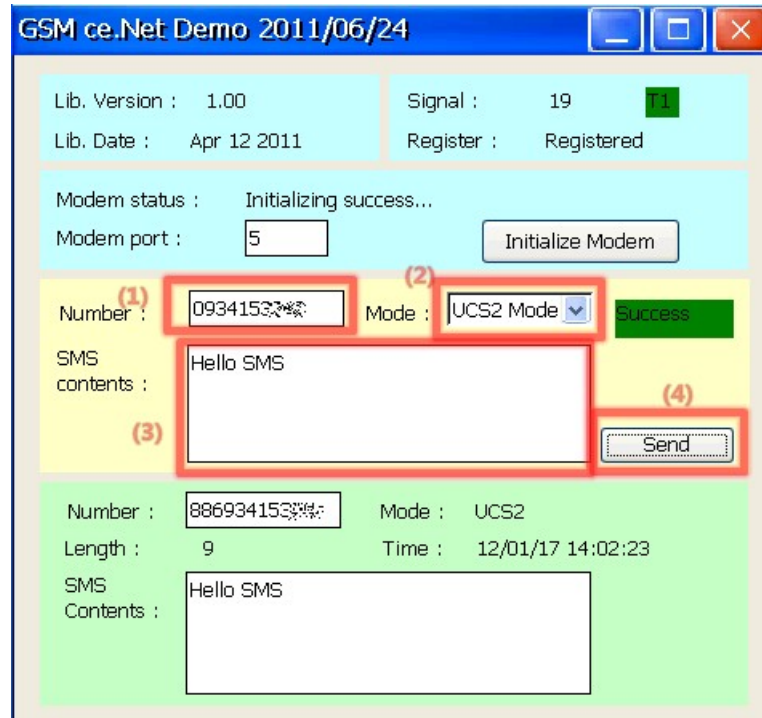 GSM ce.Net Demo 2011/06/24
Lib. Version : 1.00
Signal : 19 T1
Lib. Date : Apr 12 2011
Register : Registered
Modem status : Initializing success...
Modem port : 5 Initialize Modem
(1) (2)
Number : Mode : UCS2 Mode Success
SMS
contents :
Hello SMS
(3)
(4)
Send
Number : Mode : UCS2
Length : 9 Time : 12/01/17 14:02:23
SMS
Contents :
Hello SMS